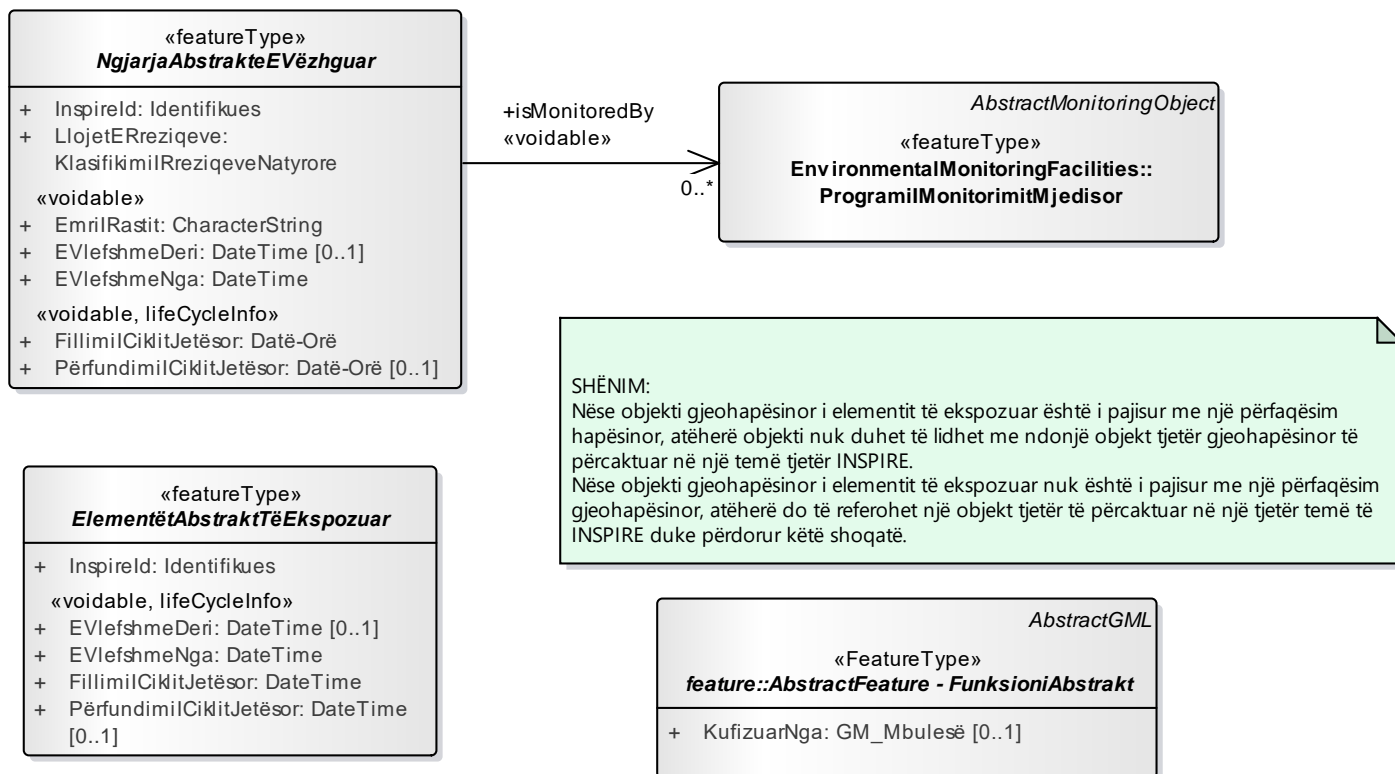 «featureType»
NgjarjaAbstrakteEVëzhguar
+ InspireId: Identifikues
+ LlojetERreziqeve:
KlasifikimiIRreziqeveNatyrore
«voidable»
+ EmriIRastit: CharacterString
+ EVlefshmeDeri: DateTime [0..1]
+ EVlefshmeNga: DateTime
«voidable, lifeCycleInfo»
+ FillimiICiklitJetësor: Datë-Orë
+ PërfundimiICiklitJetësor: Datë-Orë [0..1]
+isMonitoredBy
«voidable»
0..*
AbstractMonitoringObject
«featureType»
EnvironmentalMonitoringFacilities::
ProgramiIMonitorimitMjedisor
SHËNIM:
Nëse objekti gjeohapësinor i elementit të ekspozuar është i pajisur me një përfaqësim
hapësinor, atëherë objekti nuk duhet të lidhet me ndonjë objekt tjetër gjeohapësinor të
përcaktuar në një temë tjetër INSPIRE.
Nëse objekti gjeohapësinor i elementit të ekspozuar nuk është i pajisur me një përfaqësim
gjeohapësinor, atëherë do të referohet një objekt tjetër të përcaktuar në një tjetër temë të
INSPIRE duke përdorur këtë shoqatë.
«featureType»
ElementëtAbstraktTëEkspozuar
+ InspireId: Identifikues
«voidable, lifeCycleInfo»
+ EVlefshmeDeri: DateTime [0..1]
+ EVlefshmeNga: DateTime
+ FillimiICiklitJetësor: DateTime
+ PërfundimiICiklitJetësor: DateTime
[0..1]
AbstractGML
«FeatureType»
feature::AbstractFeature - FunksioniAbstrakt
+ KufizuarNga: GM_Mbulesë [0..1]